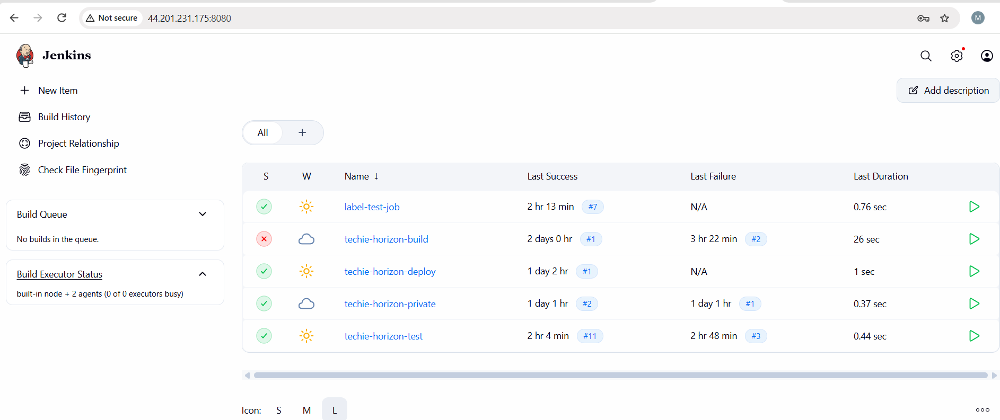 Not secure 44.201.231.175:8080
M
Jenkins
New Item
Add description
Build History
All +
Project Relationship
Check File Fingerprint
S W Name ↓ Last Success Last Failure Last Duration
label-test-job 2 hr 13 min #7 N/A 0.76 sec
Build Queue
No builds in the queue.
techie-horizon-build 2 days 0 hr #1 3 hr 22 min #2 26 sec
Build Executor Status
built-in node + 2 agents (0 of 0 executors busy)
techie-horizon-deploy 1 day 2 hr #1 N/A 1 sec
techie-horizon-private 1 day 1 hr #2 1 day 1 hr #1 0.37 sec
techie-horizon-test 2 hr 4 min #11 2 hr 48 min #3 0.44 sec
Icon: S M L